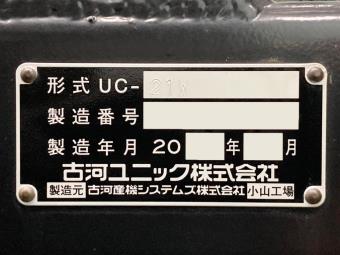 形式 UC- 21W
製造番号
製造年月 20 年 月
古河ユニック株式会社
製造元 古河産機システムズ株式会社 小山工場